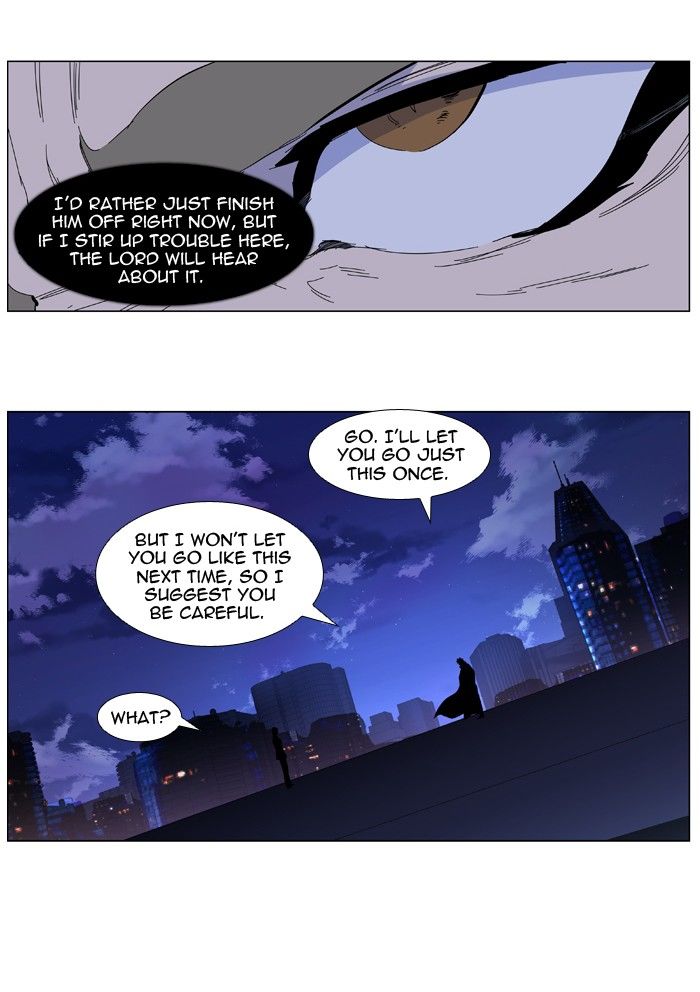 I'D RATHER JUST FINISH
HIM OFF RIGHT NOW, BUT
IF I STIR UP TROUBLE HERE,
THE LORD WILL HEAR
ABOUT IT.
GO. I'LL LET
YOU GO JUST
THIS ONCE.
BUT I WON'T LET
YOU GO LIKE THIS
NEXT TIME, SO I
SUGGEST YOU
BE CAREFUL.
WHAT?